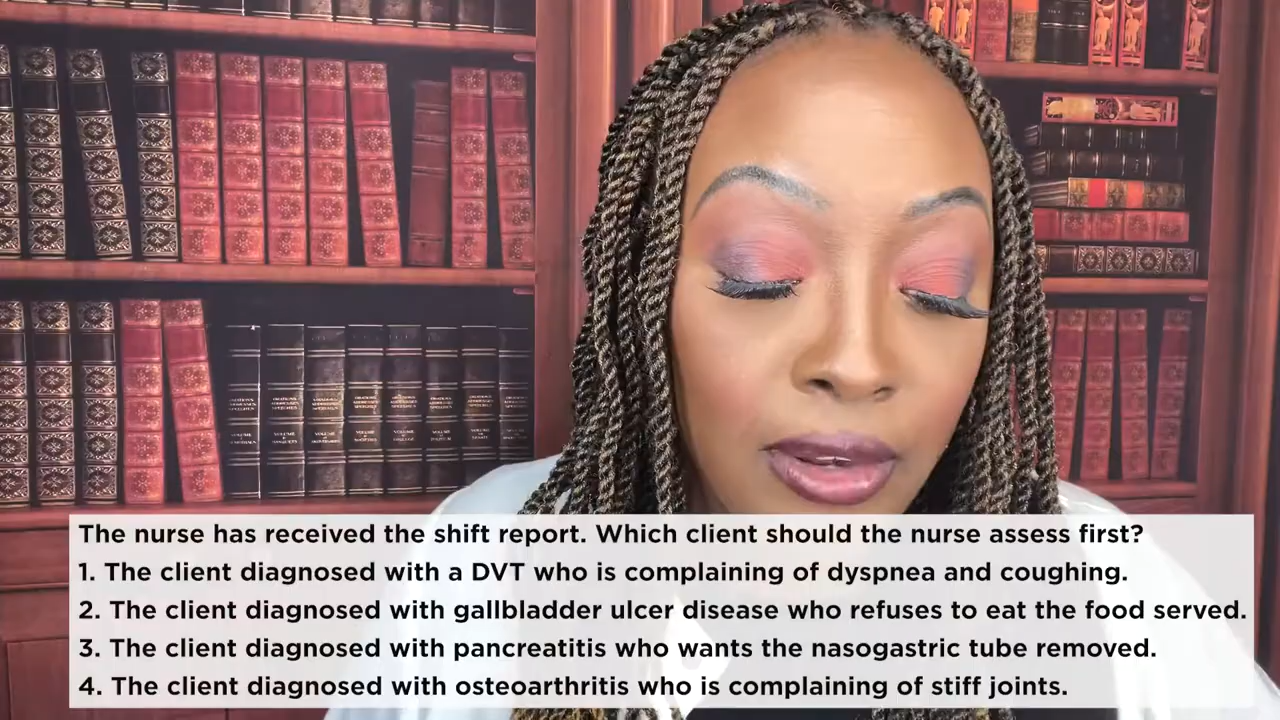 The nurse has received the shift report. Which client should the nurse assess first?
1. The client diagnosed with a DVT who is complaining of dyspnea and coughing.
2. The client diagnosed with gallbladder ulcer disease who refuses to eat the food served.
3. The client diagnosed with pancreatitis who wants the nasogastric tube removed.
4. The client diagnosed with osteoarthritis who is complaining of stiff joints.